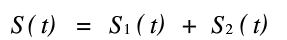 S(t) = S₁(t) + S₂(t)